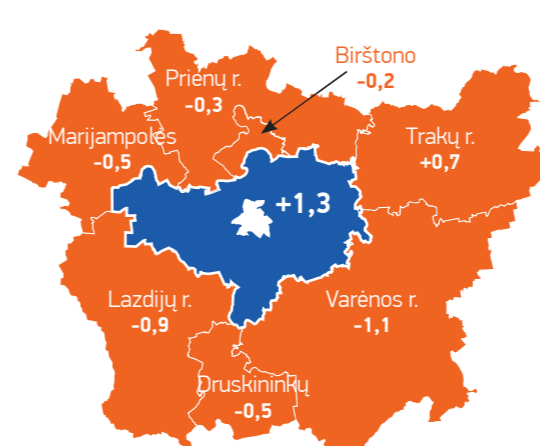 Birštono
-0,2
Prienų r.
-0,3
Marijampolės
-0,5
Trakų r.
+0,7
+1,3
Lazdijų r.
-0,9
Varėnos r.
-1,1
Druskininkų
-0,5